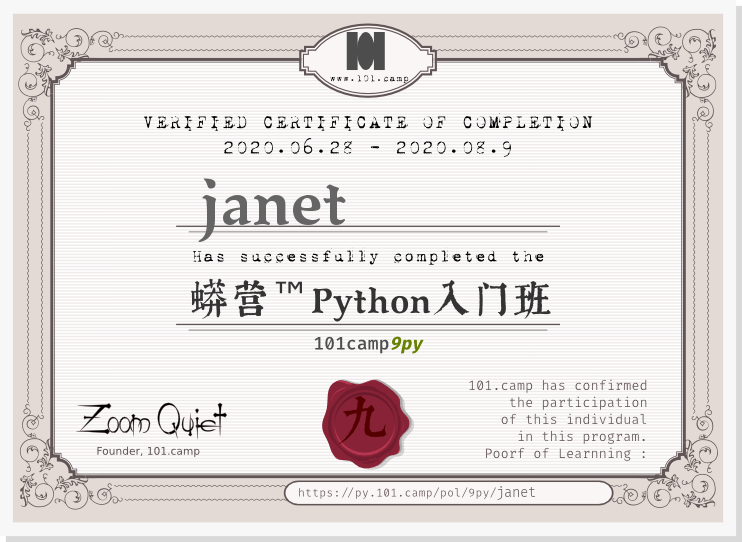 www.101.camp
VERIFIED CERTIFICATE OF COMPLETION
2020.06.28 - 2020.08.9
janet
Has successfully completed the
蟒营™Python入门班
101camp9py
九
101.camp has confirmed
the participation
of this individual
in this program.
Poorf of Learnning :
Zoom Quiet
Founder, 101.camp
https://py.101.camp/pol/9py/janet